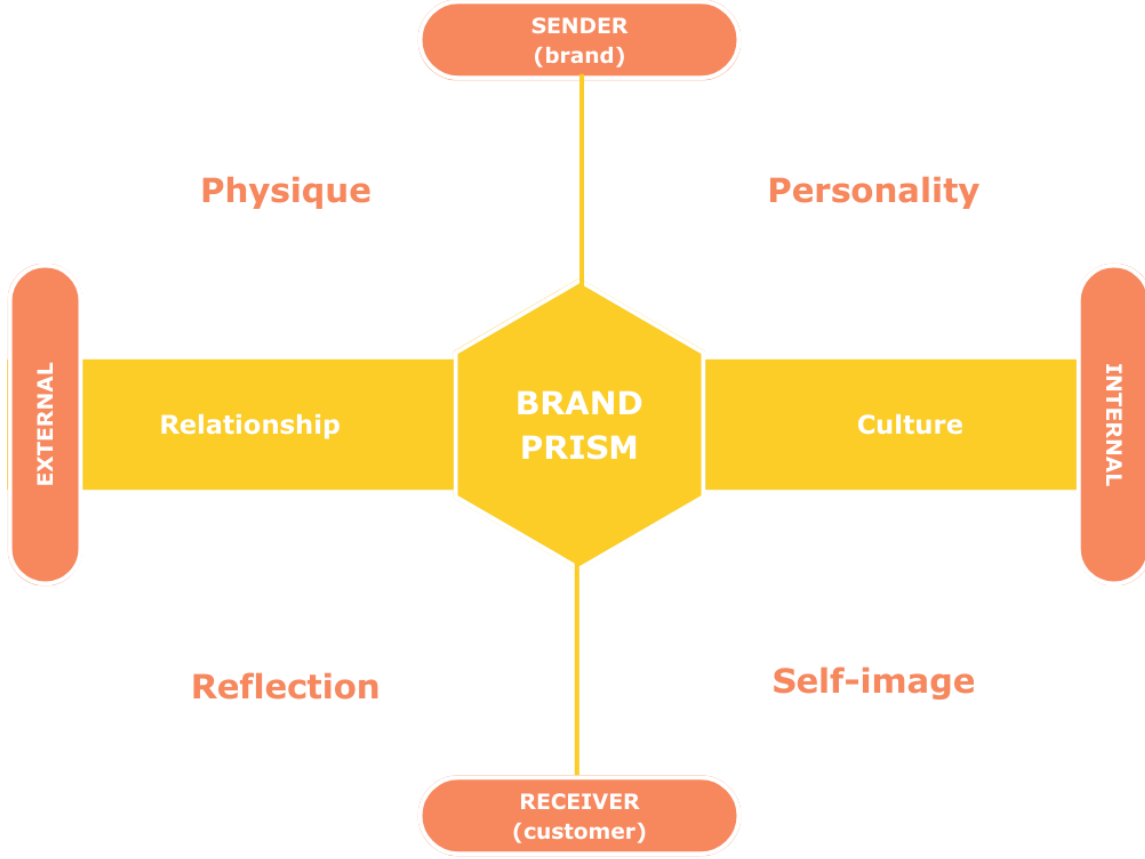 SENDER
(brand)
Physique
Personality
EXTERNAL
Relationship
BRAND
PRISM
Culture
INTERNAL
Reflection
Self-image
RECEIVER
(customer)